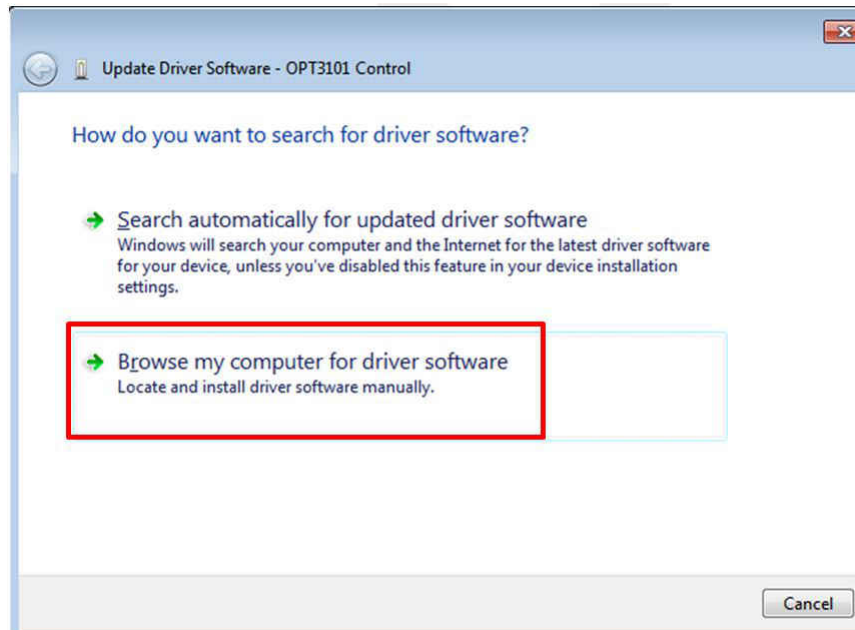 Update Driver Software - OPT3101 Control
How do you want to search for driver software?
Search automatically for updated driver software
Windows will search your computer and the Internet for the latest driver software
for your device, unless you've disabled this feature in your device installation
settings.
Browse my computer for driver software
Locate and install driver software manually.
Cancel